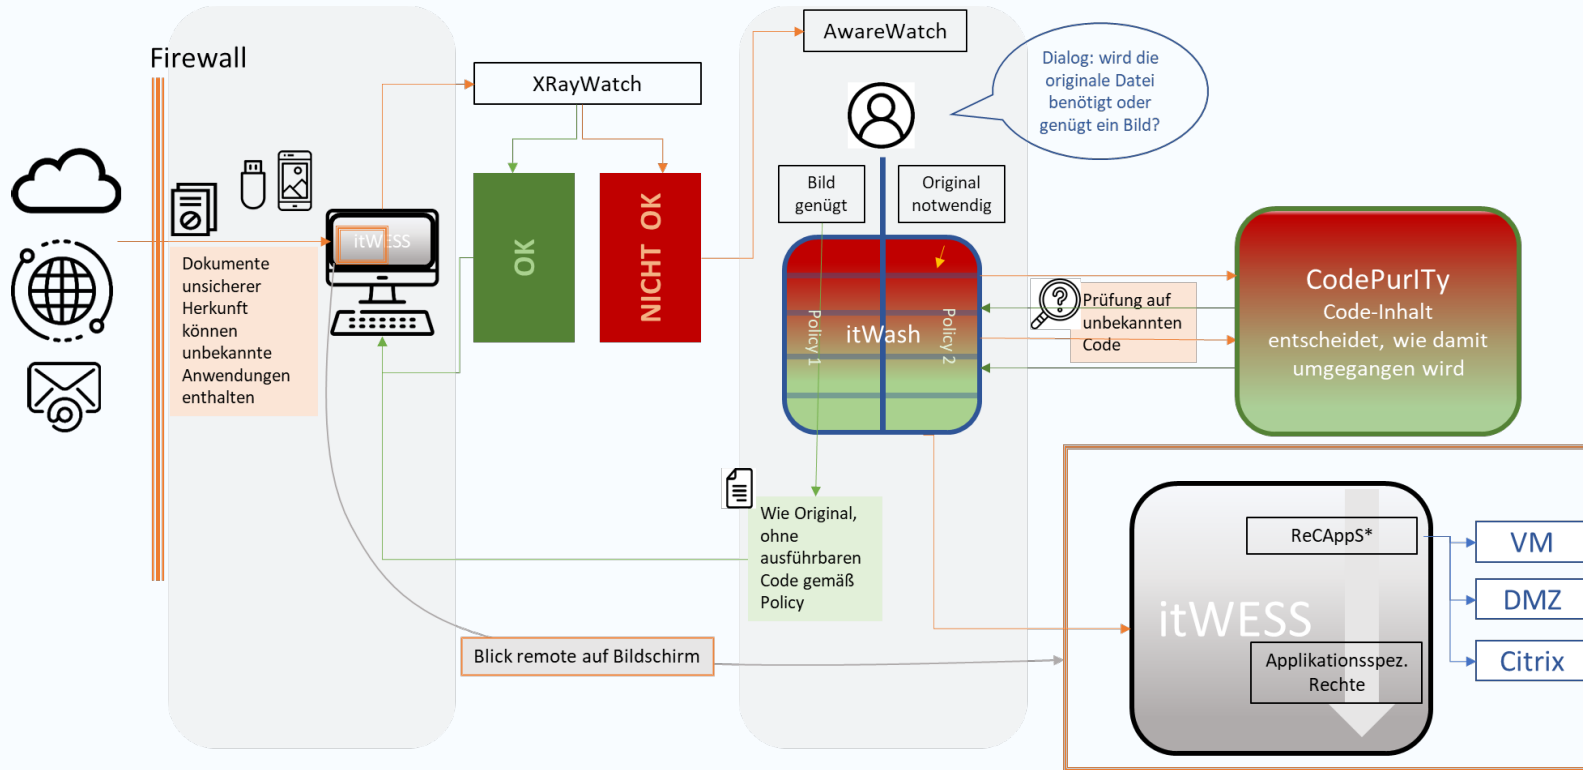 Firewall
Dokumente
unsicherer
Herkunft
können
unbekannte
Anwendungen
enthalten
itWESS
XRayWatch
OK
NICHT OK
AwareWatch
Dialog: wird die
originale Datei
benötigt oder
genügt ein Bild?
Bild
genügt
Original
notwendig
Policy 1
itWash
Policy 2
Prüfung auf
unbekannten
Code
CodePurITy
Code-Inhalt
entscheidet, wie damit
umgegangen wird
Wie Original,
ohne
ausführbaren
Code gemäß
Policy
Blick remote auf Bildschirm
ReCAppS*
itWESS
Applikationsspez.
Rechte
VM
DMZ
Citrix